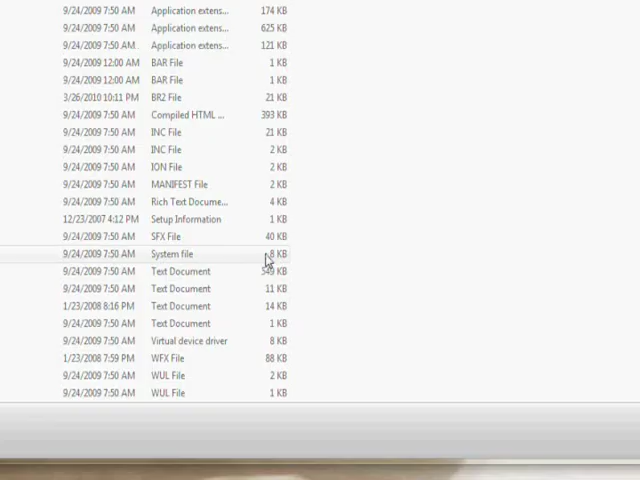 9/24/2009 7:50 AM Application extens... 174 KB
9/24/2009 7:50 AM Application extens... 625 KB
9/24/2009 7:50 AM Application extens... 121 KB
9/24/2009 12:00 AM BAR File 1 KB
9/24/2009 12:00 AM BAR File 1 KB
3/26/2010 10:11 PM BR2 File 21 KB
9/24/2009 7:50 AM Compiled HTML ... 393 KB
9/24/2009 7:50 AM INC File 21 KB
9/24/2009 7:50 AM INC File 2 KB
9/24/2009 7:50 AM ION File 2 KB
9/24/2009 7:50 AM MANIFEST File 2 KB
9/24/2009 7:50 AM Rich Text Docume... 4 KB
12/23/2007 4:12 PM Setup Information 1 KB
9/24/2009 7:50 AM SFX File 40 KB
9/24/2009 7:50 AM System file 8 KB
9/24/2009 7:50 AM Text Document KB
9/24/2009 7:50 AM Text Document 11 KB
1/23/2008 8:16 PM Text Document 14 KB
9/24/2009 7:50 AM Text Document 1 KB
9/24/2009 7:50 AM Virtual device driver 8 KB
1/23/2008 7:59 PM WFX File 88 KB
9/24/2009 7:50 AM WUL File 2 KB
9/24/2009 7:50 AM WUL File 1 KB